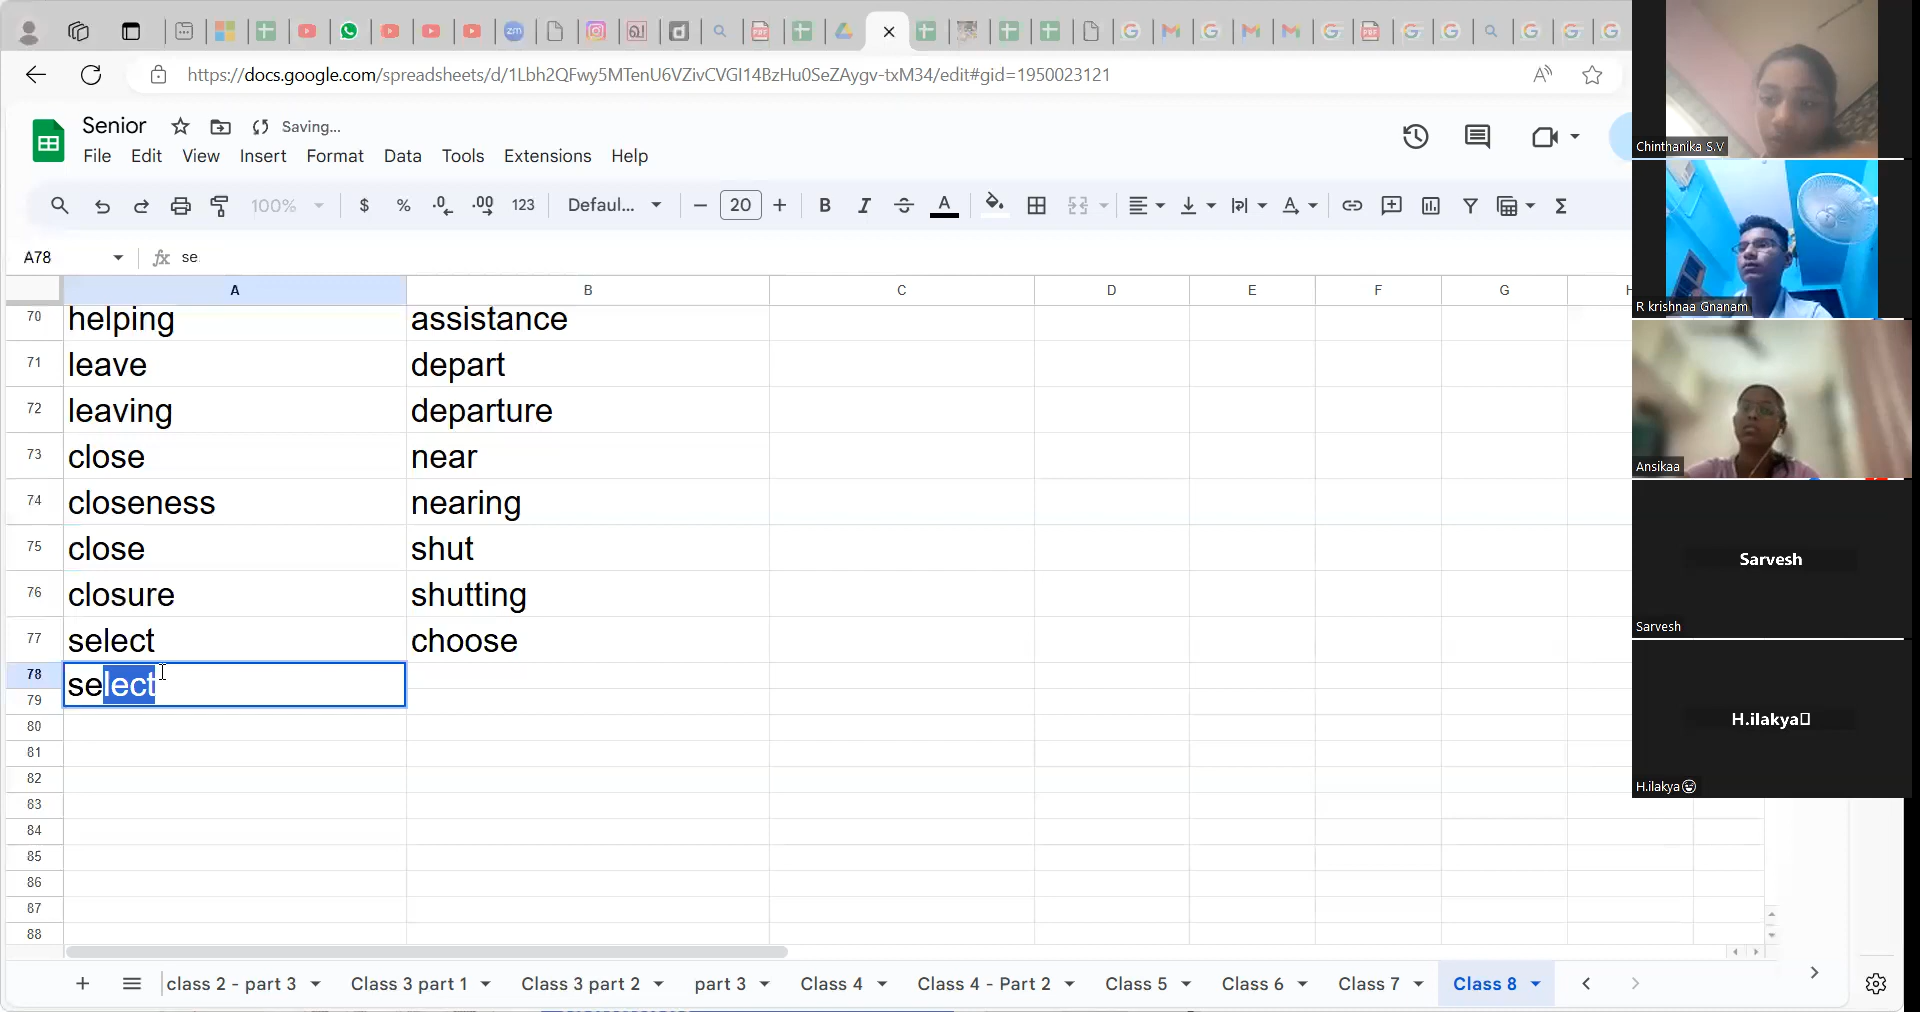 https://docs.google.com/spreadsheets/d/1Lbh2QFwy5MTenU6VZivCVGI14BzHu0SeZAygv-txM34/edit#gid=1950023121
Senior Saving...
File Edit View Insert Format Data Tools Extensions Help
100% $ % .0 .00 123 Defaul... 20 B I A
A78 fx se
A B C D E F G H
70 helping assistance
71 leave depart
72 leaving departure
73 close near
74 closeness nearing
75 close shut
76 closure shutting
77 select choose
78 select
79
80
81
82
83
84
85
86
87
88
class 2 - part 3 Class 3 part 1 Class 3 part 2 part 3 Class 4 Class 4 - Part 2 Class 5 Class 6 Class 7 Class 8
Chinthanika S.V
R krishnaa Gnanam
Ansikaa
Sarvesh
Sarvesh
H.ilakya
H.ilakya😜